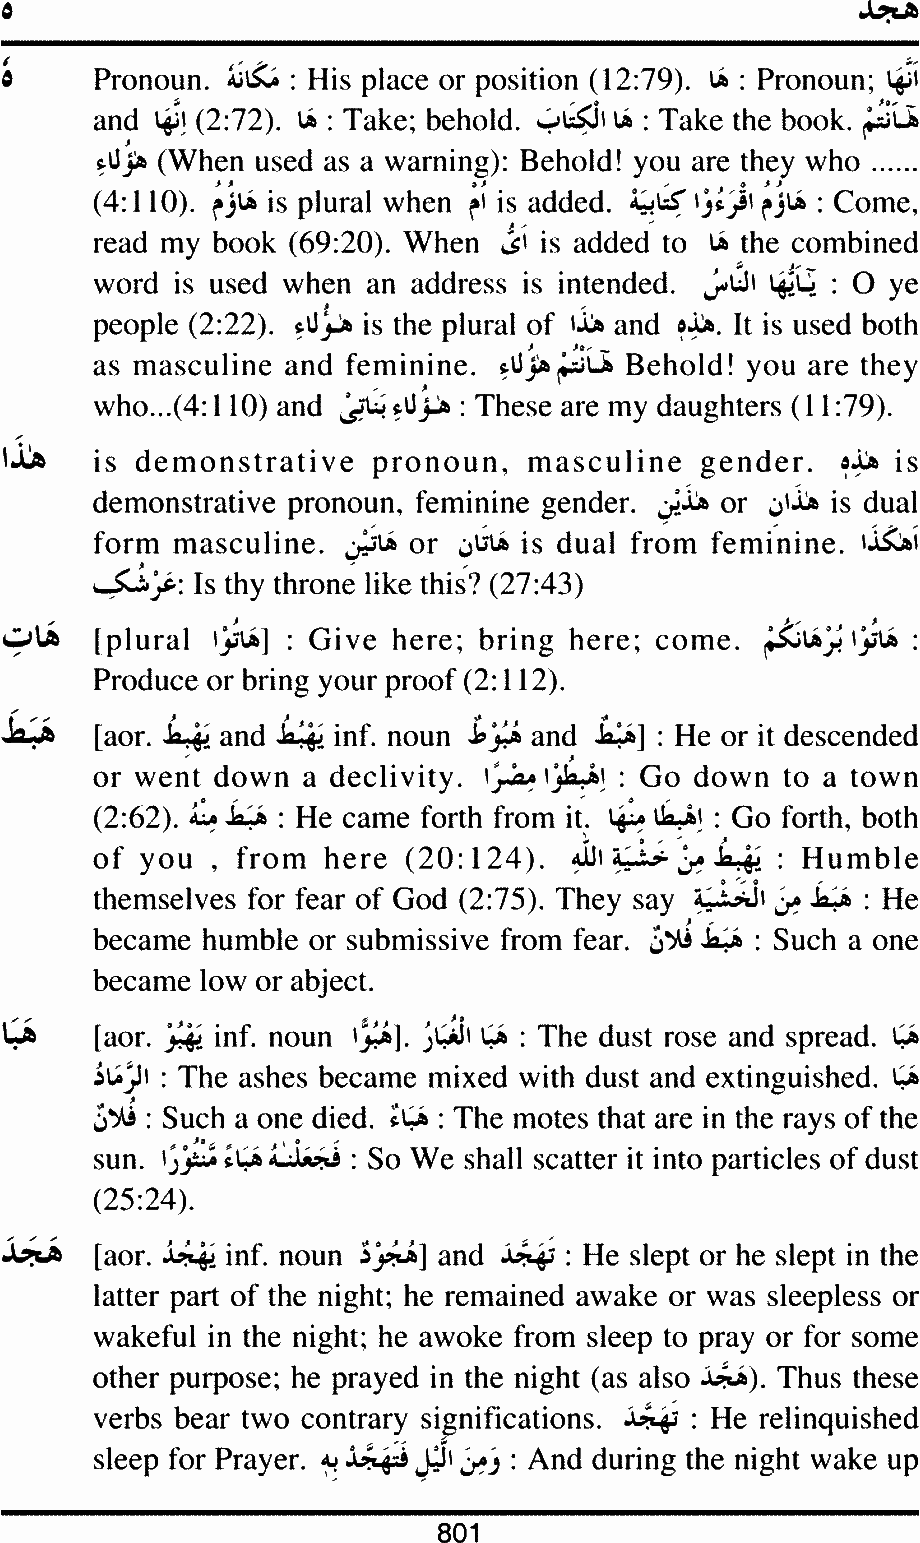 ه هجد
هُ Pronoun. مَكَانَهُ : His place or position (12:79). هَا : Pronoun; اَنَّهَا
and اِنَّهَا (2:72). هَا : Take; behold. هَا الْكِتَابَ : Take the book. هٰۤاَنْتُمْ
هٰؤُلَاءِ (When used as a warning): Behold! you are they who ......
(4:110). هَاؤُمُ is plural when اُمْ is added. هَاؤُمُ اقْرَءُوْا كِتَابِيَهْ : Come,
read my book (69:20). When اَىُّ is added to هَا the combined
word is used when an address is intended. يٰۤاَيُّهَا النَّاسُ : O ye
people (2:22). هٰؤُلَاءِ is the plural of هٰذَا and هٰذِهٖ. It is used both
as masculine and feminine. هٰۤاَنْتُمْ هٰؤُلَاءِ Behold! you are they
who...(4:110) and هٰؤُلَاءِ بَنَاتِىْ : These are my daughters (11:79).
هٰذَا is demonstrative pronoun, masculine gender. هٰذِهٖ is
demonstrative pronoun, feminine gender. هٰذَيْنِ or هٰذَانِ is dual
form masculine. هَاتَيْنِ or هَاتَانِ is dual from feminine. اَهٰكَذَا
عَرْشُكِ: Is thy throne like this? (27:43)
هَاتِ [plural هَاتُوْا] : Give here; bring here; come. هَاتُوْا بُرْهَانَكُمْ :
Produce or bring your proof (2:112).
هَبَطَ [aor. يَهْبِطُ and يَهْبُطُ inf. noun هُبُوْطٌ and هَبْطٌ] : He or it descended
or went down a declivity. اِهْبِطُوْا مِصْرًا : Go down to a town
(2:62). هَبَطَ مِنْهُ : He came forth from it. اِهْبِطَا مِنْهَا : Go forth, both
of you , from here (20:124). يَهْبِطُ مِنْ خَشْيَةِ اللّٰهِ : Humble
themselves for fear of God (2:75). They say هَبَطَ مِنَ الْخَشْيَةِ : He
became humble or submissive from fear. هَبَطَ فُلَانٌ : Such a one
became low or abject.
هَبَا [aor. يَهْبُوْ inf. noun هُبُوًّا]. هَبَا الْغُبَارُ : The dust rose and spread. هَبَا
الرَّمَادُ : The ashes became mixed with dust and extinguished. هَبَا
فُلَانٌ : Such a one died. هَبَاءٌ : The motes that are in the rays of the
sun. فَجَعَلْنٰهُ هَبَاءً مَّنْثُوْرًا : So We shall scatter it into particles of dust
(25:24).
هَجَدَ [aor. يَهْجُدُ inf. noun هُجُوْدٌ] and تَهَجَّدَ : He slept or he slept in the
latter part of the night; he remained awake or was sleepless or
wakeful in the night; he awoke from sleep to pray or for some
other purpose; he prayed in the night (as also هَجَّدَ). Thus these
verbs bear two contrary significations. تَهَجَّدَ : He relinquished
sleep for Prayer. وَمِنَ الَّيْلِ فَتَهَجَّدْ بِهٖ : And during the night wake up
801